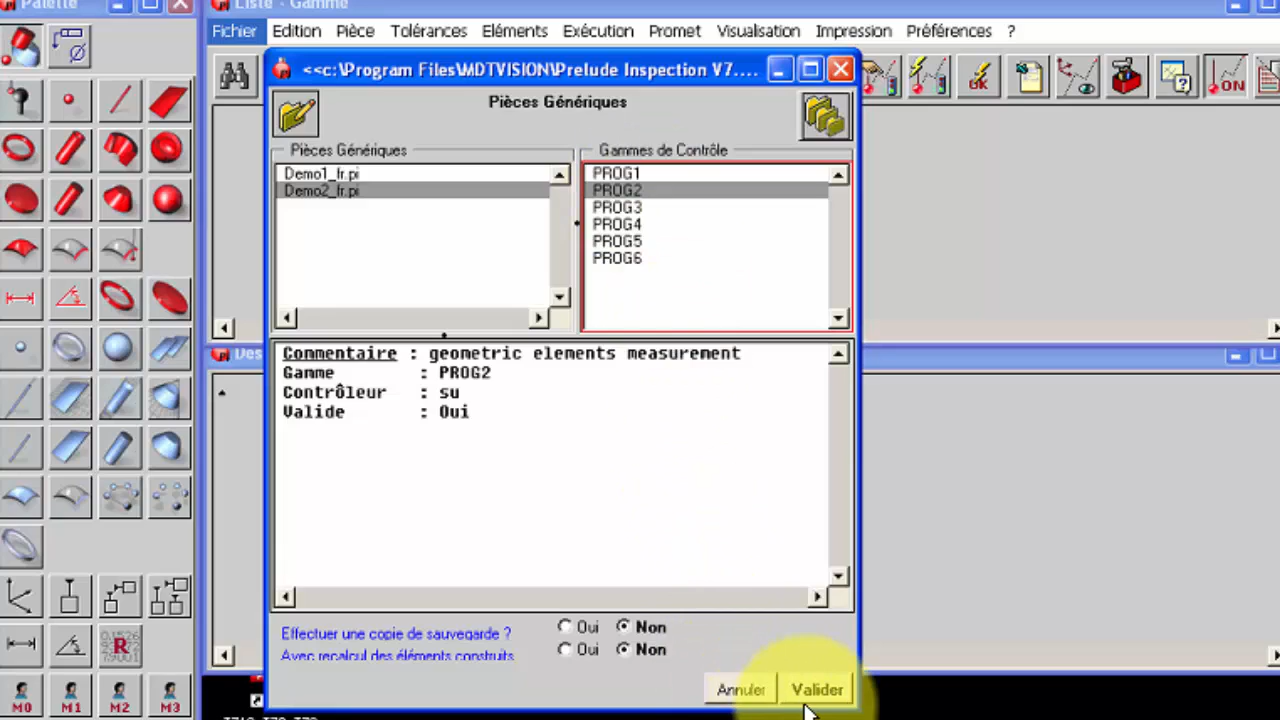 Palette
Liste - Gamme
Fichier Edition Pièce Tolérances Eléments Exécution Promet Visualisation Impression Préférences ?
<<c:\Program Files\MDTVISION\Prelude Inspection V7....
Pièces Génériques
Pièces Génériques
Gammes de Contrôle
Demo1_fr.pi
Demo2_fr.pi
PROG1
PROG2
PROG3
PROG4
PROG5
PROG6
OK
ON
Des
Commentaire : geometric elements measurement
Gamme : PROG2
Contrôleur : su
Valide : Oui
Effectuer une copie de sauvegarde ? Oui Non
Avec recalcul des éléments construits Oui Non
Annuler Valider
R
M0 M1 M2 M3